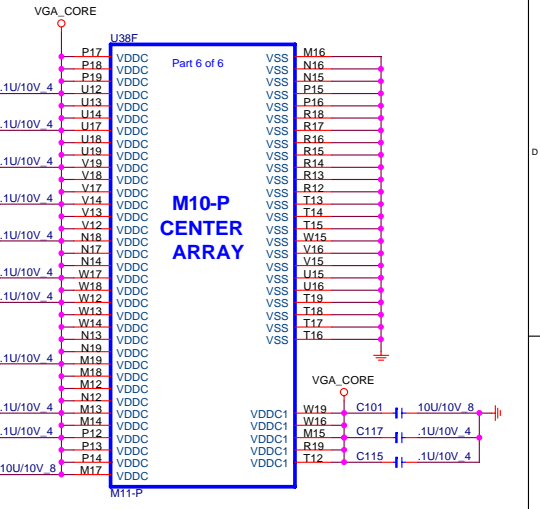 VGA_CORE
U38F
Part 6 of 6
P17 VDDC VSS M16
P18 VDDC VSS N16
P19 VDDC VSS N15
.1U/10V_4 U12 VDDC VSS P15
U13 VDDC VSS P16
U14 VDDC VSS R18
.1U/10V_4 U17 VDDC VSS R17
U18 VDDC VSS R16
U19 VDDC VSS R15
.1U/10V_4 V19 VDDC VSS R14
V18 VDDC VSS R13
V17 VDDC VSS R12
.1U/10V_4 V14 VDDC VSS T13
V13 VDDC VSS T14
V12 VDDC VSS T15
.1U/10V_4 N18 VDDC VSS W15
N17 VDDC VSS V16
N14 VDDC VSS V15
.1U/10V_4 W17 VDDC VSS U15
W18 VDDC VSS U16
.1U/10V_4 W12 VDDC VSS T19
W13 VDDC VSS T18
W14 VDDC VSS T17
N13 VDDC VSS T16
N19 VDDC
.1U/10V_4 M19 VDDC
M18 VDDC
M12 VDDC
N12 VDDC
.1U/10V_4 M13 VDDC
M14 VDDC
.1U/10V_4 P12 VDDC
P13 VDDC
P14 VDDC
10U/10V_8 M17 VDDC
M10-P
CENTER
ARRAY
VGA_CORE
VDDC1 W19 C101 10U/10V_8
VDDC1 W16
VDDC1 M15 C117 .1U/10V_4
VDDC1 R19
VDDC1 T12 C115 .1U/10V_4
M11-P
D